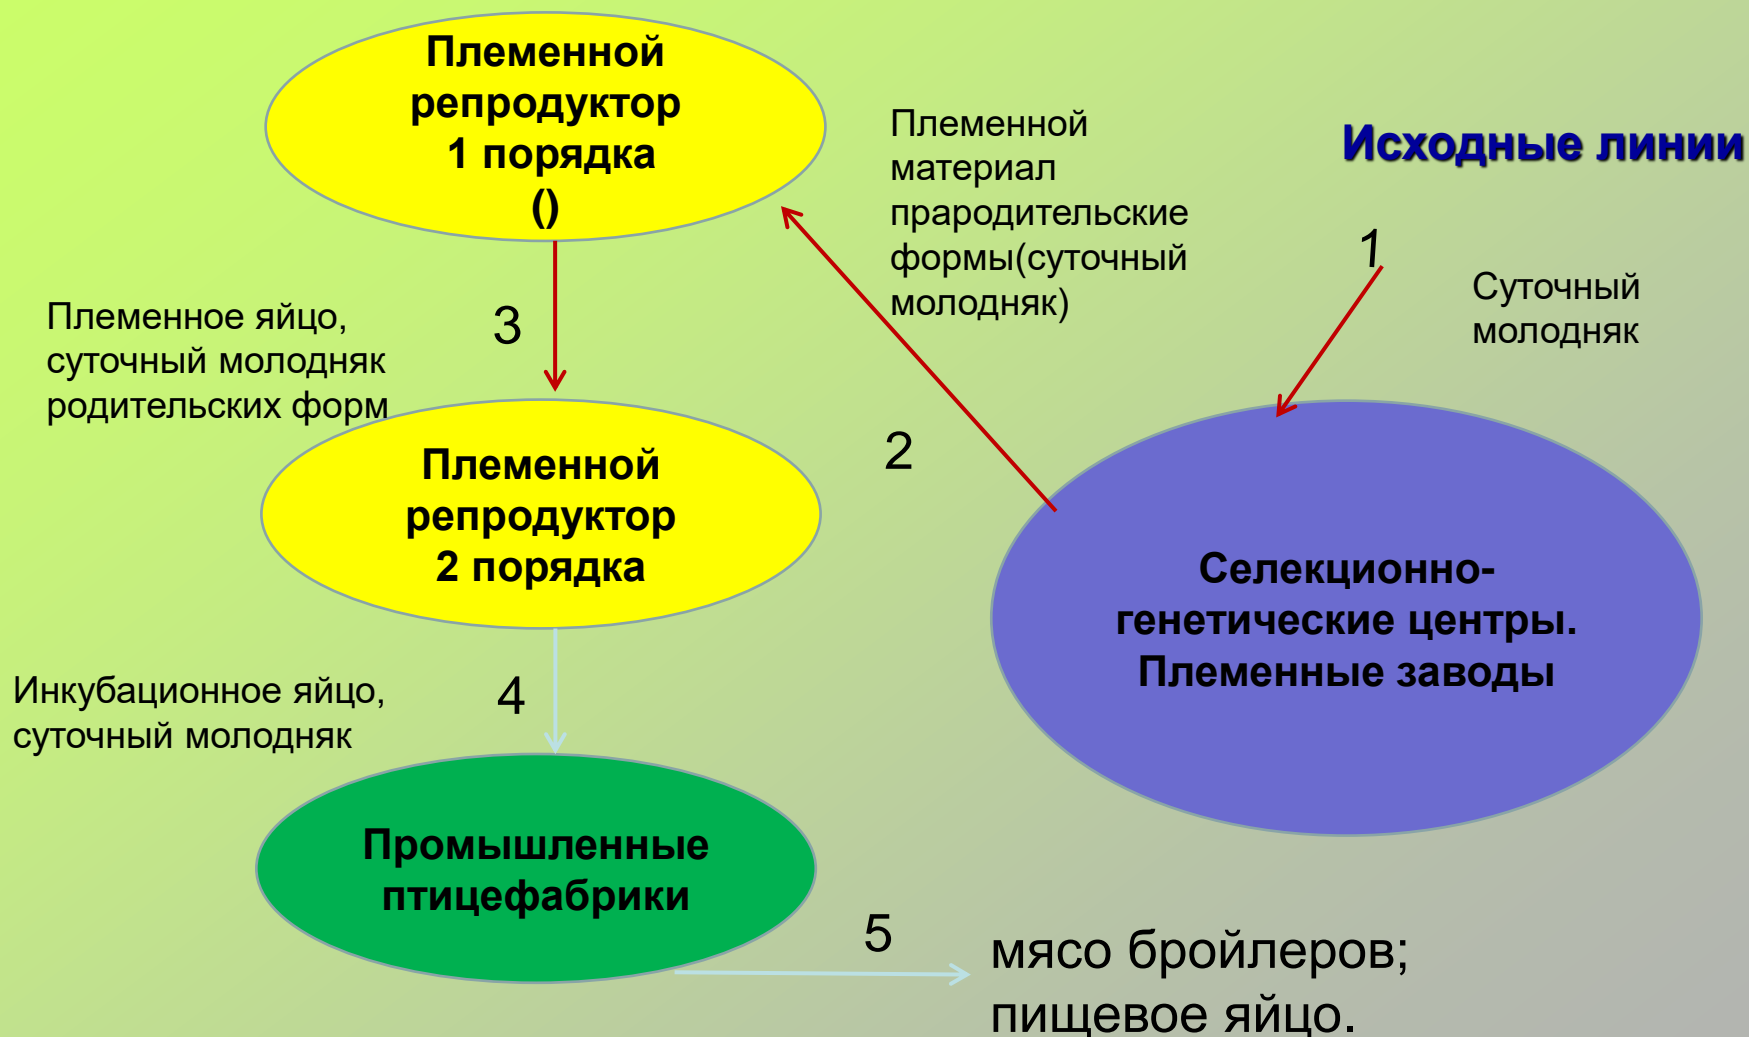 Племенной
репродуктор
1 порядка
()
Племенной
материал
прародительские
формы(суточный
молодняк)
Исходные линии
1
Суточный
молодняк
Племенное яйцо,
суточный молодняк
родительских форм
3
2
Племенной
репродуктор
2 порядка
Селекционно-
генетические центры.
Племенные заводы
Инкубационное яйцо,
суточный молодняк
4
Промышленные
птицефабрики
5
мясо бройлеров;
пищевое яйцо.